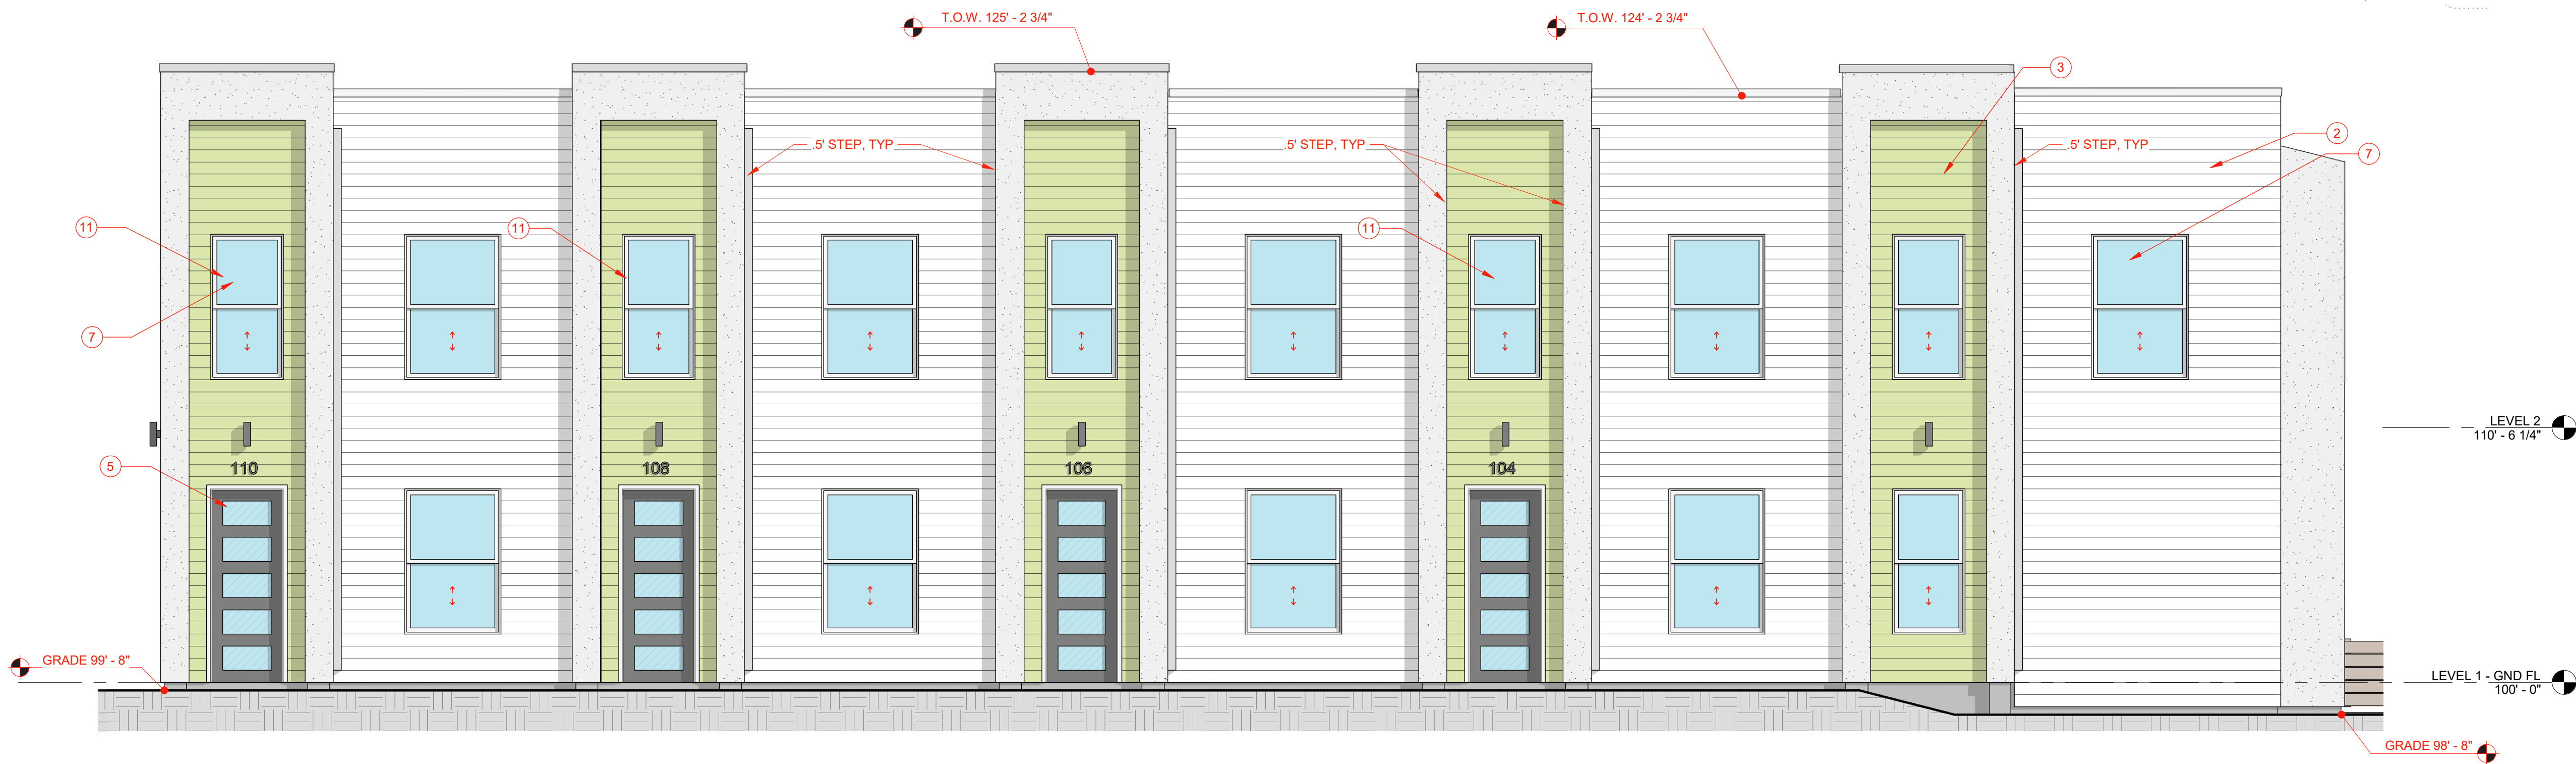 T.O.W. 125' - 2 3/4"
T.O.W. 124' - 2 3/4"
3
2
.5' STEP, TYP
.5' STEP, TYP
.5' STEP, TYP
7
11
11
11
7
LEVEL 2
110' - 6 1/4"
5
110
108
106
104
GRADE 99' - 8"
LEVEL 1 - GND FL
100' - 0"
GRADE 98' - 8"